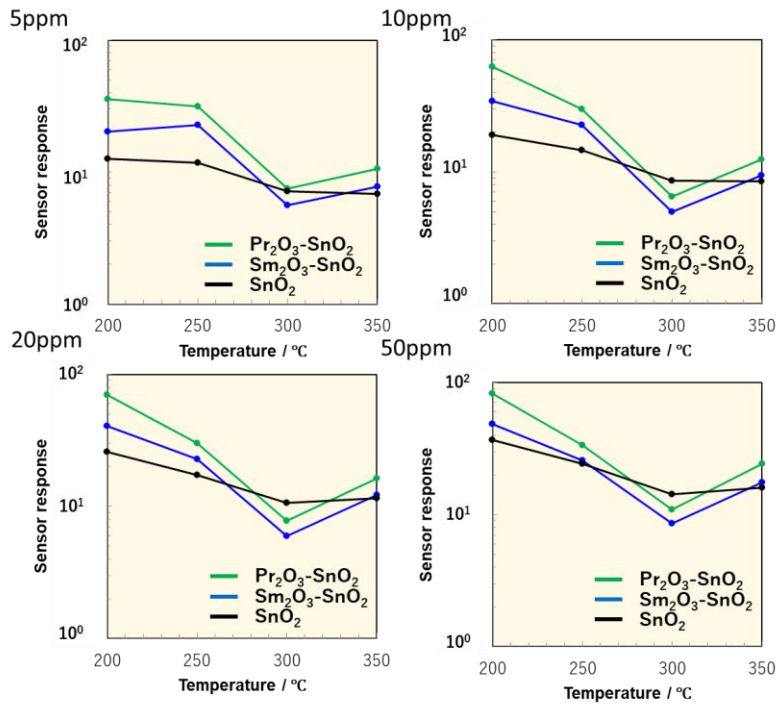 5ppm
10²
10¹
10⁰
Sensor response
Pr₂O₃-SnO₂
Sm₂O₃-SnO₂
SnO₂
200 250 300 350
Temperature / ℃
10ppm
10²
10¹
10⁰
Sensor response
Pr₂O₃-SnO₂
Sm₂O₃-SnO₂
SnO₂
200 250 300 350
Temperature / ℃
20ppm
10²
10¹
10⁰
Sensor response
Pr₂O₃-SnO₂
Sm₂O₃-SnO₂
SnO₂
200 250 300 350
Temperature / ℃
50ppm
10²
10¹
10⁰
Sensor response
Pr₂O₃-SnO₂
Sm₂O₃-SnO₂
SnO₂
200 250 300 350
Temperature / ℃